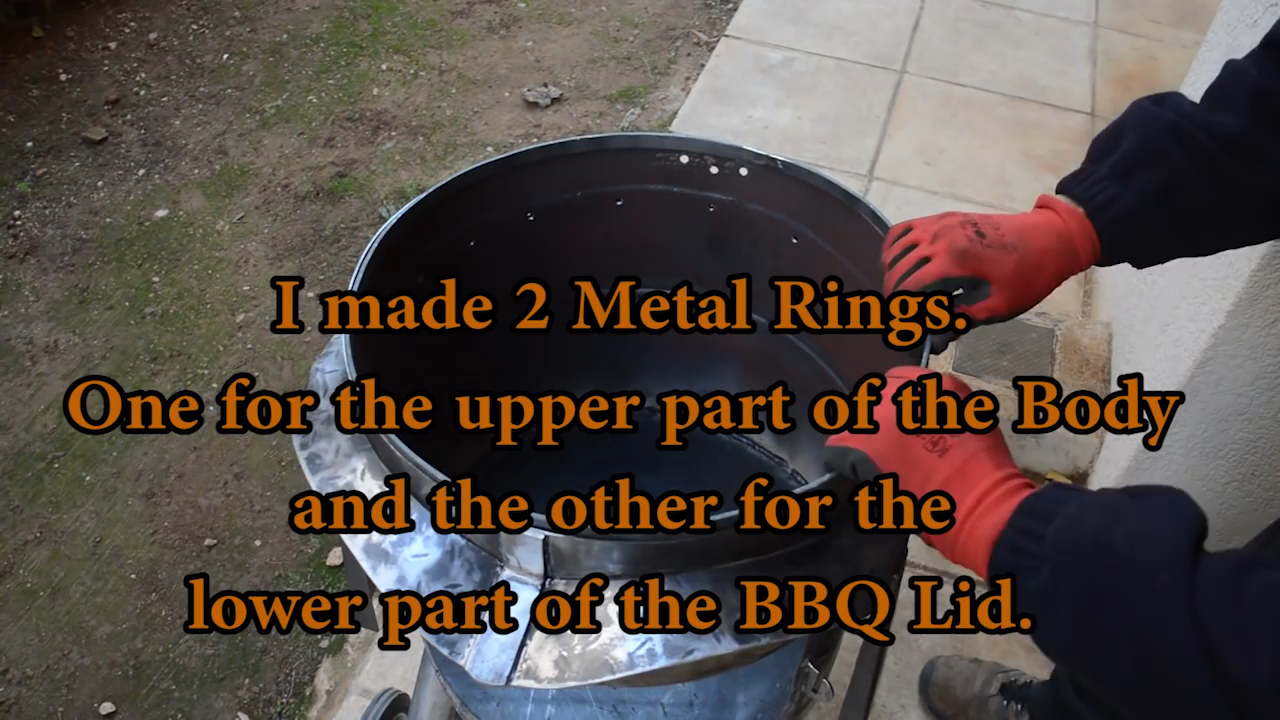 I made 2 Metal Rings.
One for the upper part of the Body
and the other for the
lower part of the BBQ Lid.